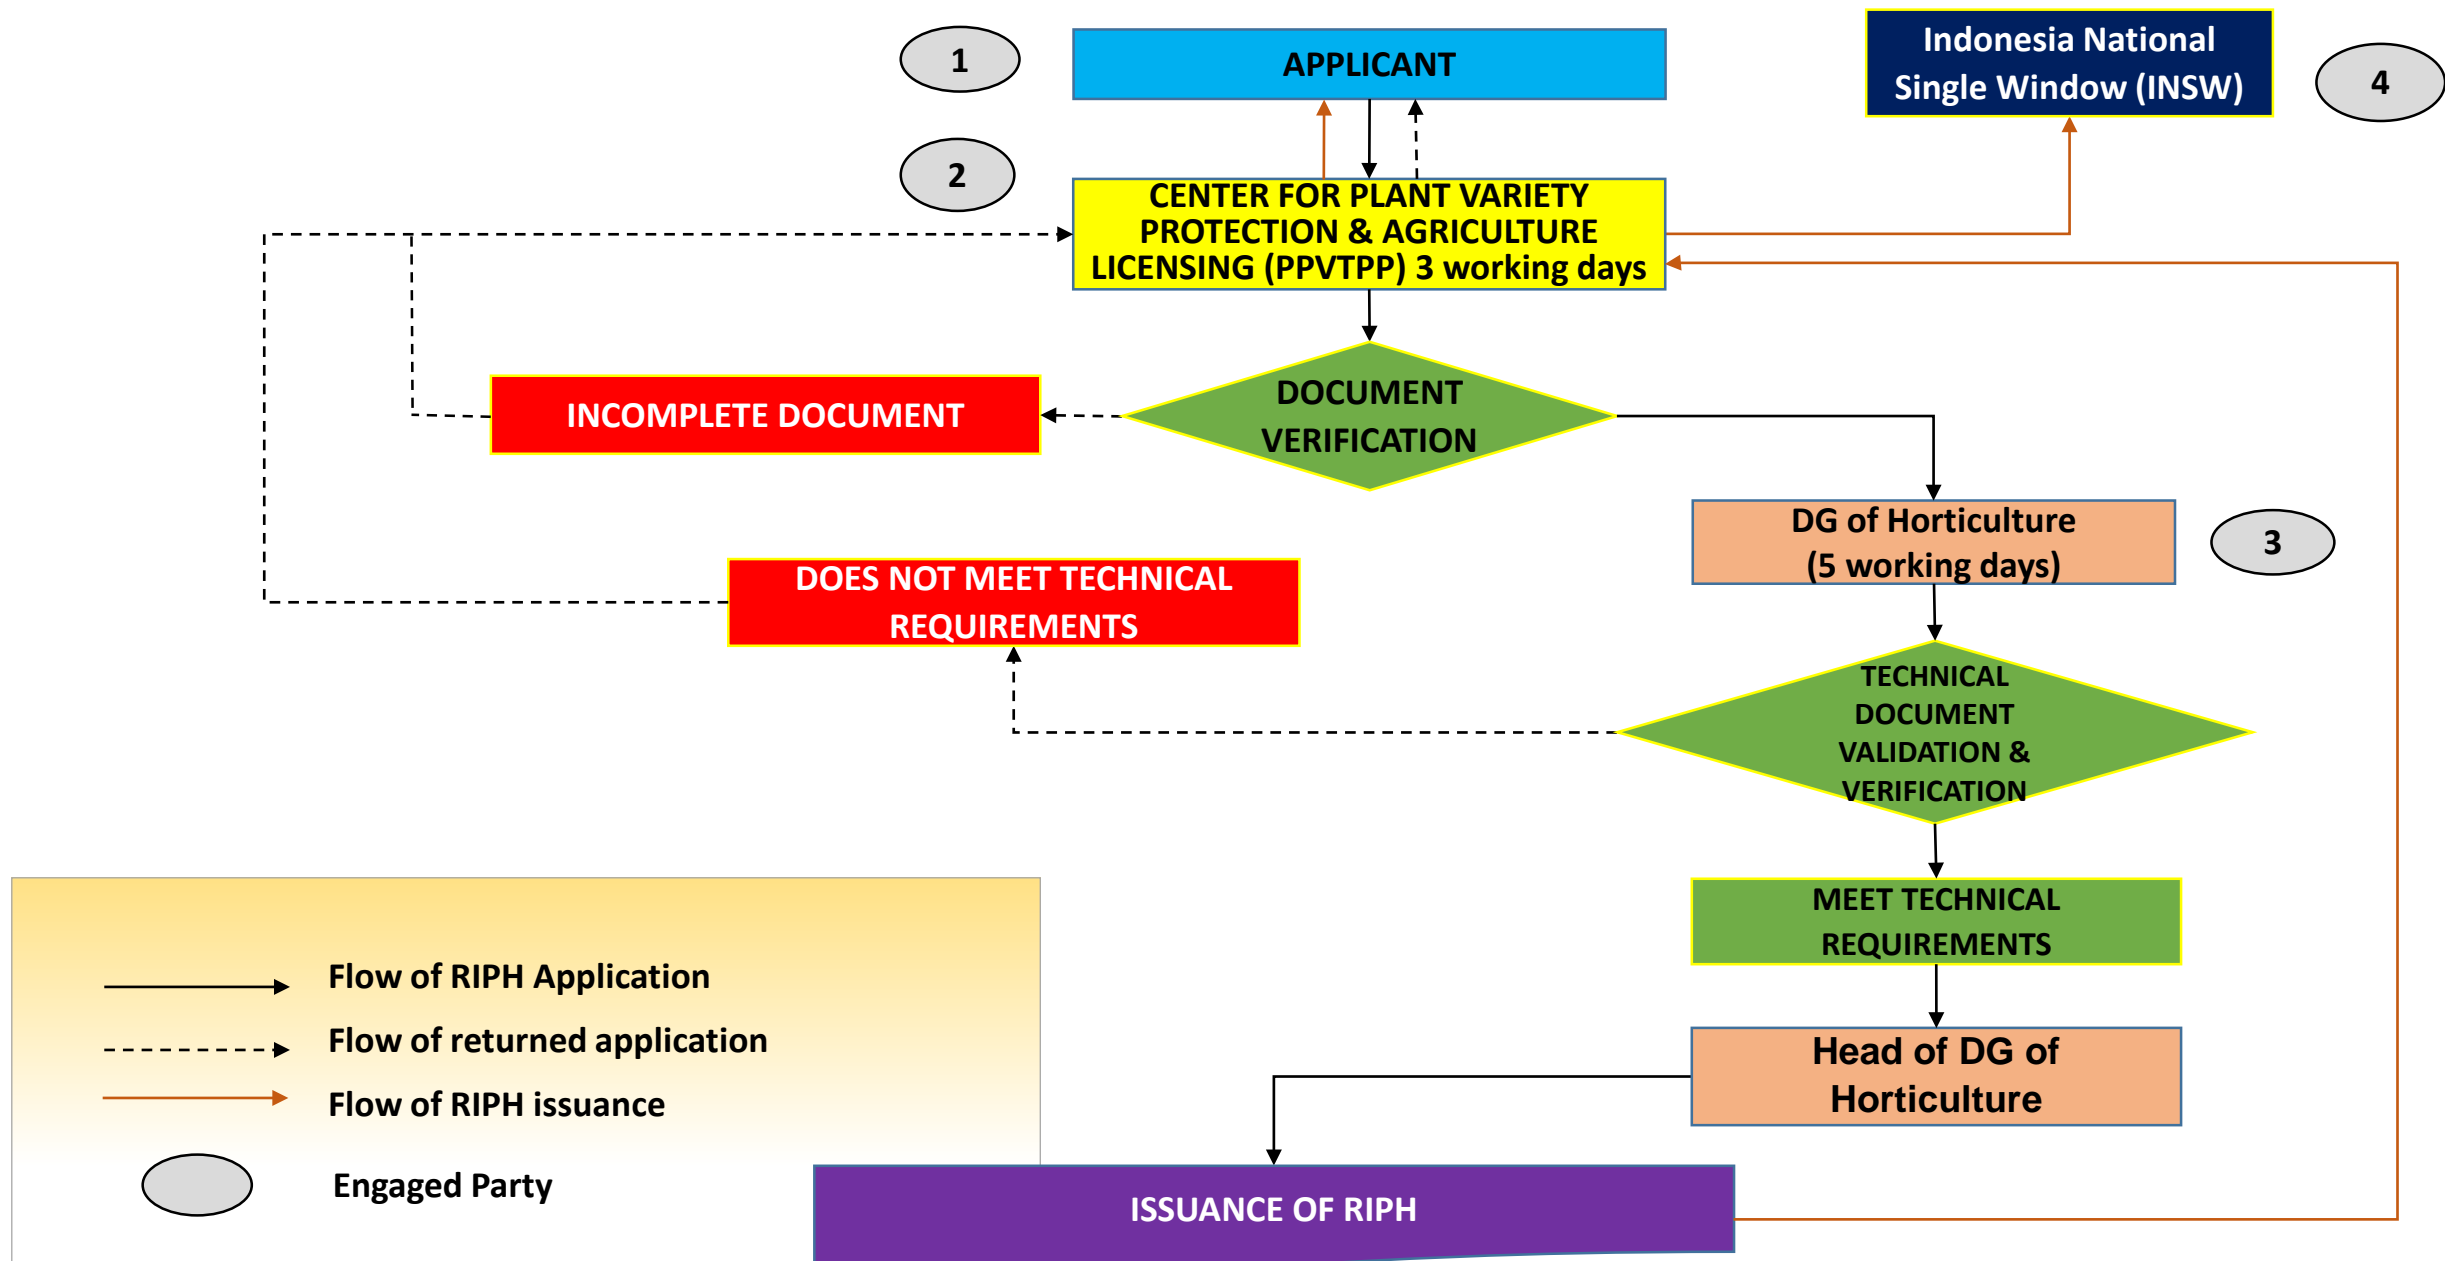 1
APPLICANT
Indonesia National
Single Window (INSW)
4
2
CENTER FOR PLANT VARIETY
PROTECTION & AGRICULTURE
LICENSING (PPVTPP) 3 working days
INCOMPLETE DOCUMENT
DOCUMENT
VERIFICATION
DG of Horticulture
(5 working days)
3
DOES NOT MEET TECHNICAL
REQUIREMENTS
TECHNICAL
DOCUMENT
VALIDATION &
VERIFICATION
MEET TECHNICAL
REQUIREMENTS
Head of DG of
Horticulture
Flow of RIPH Application
Flow of returned application
Flow of RIPH issuance
Engaged Party
ISSUANCE OF RIPH